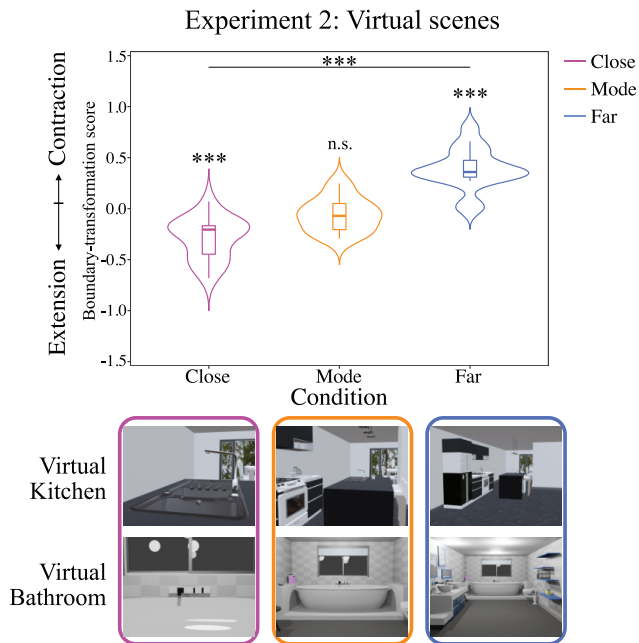 Experiment 2: Virtual scenes
Extension ← → Contraction
Boundary-transformation score
1.5
1.0
0.5
0.0
-0.5
-1.0
-1.5
***
***
n.s.
***
Close
Mode
Far
Close
Mode
Far
Condition
Virtual
Kitchen
Virtual
Bathroom